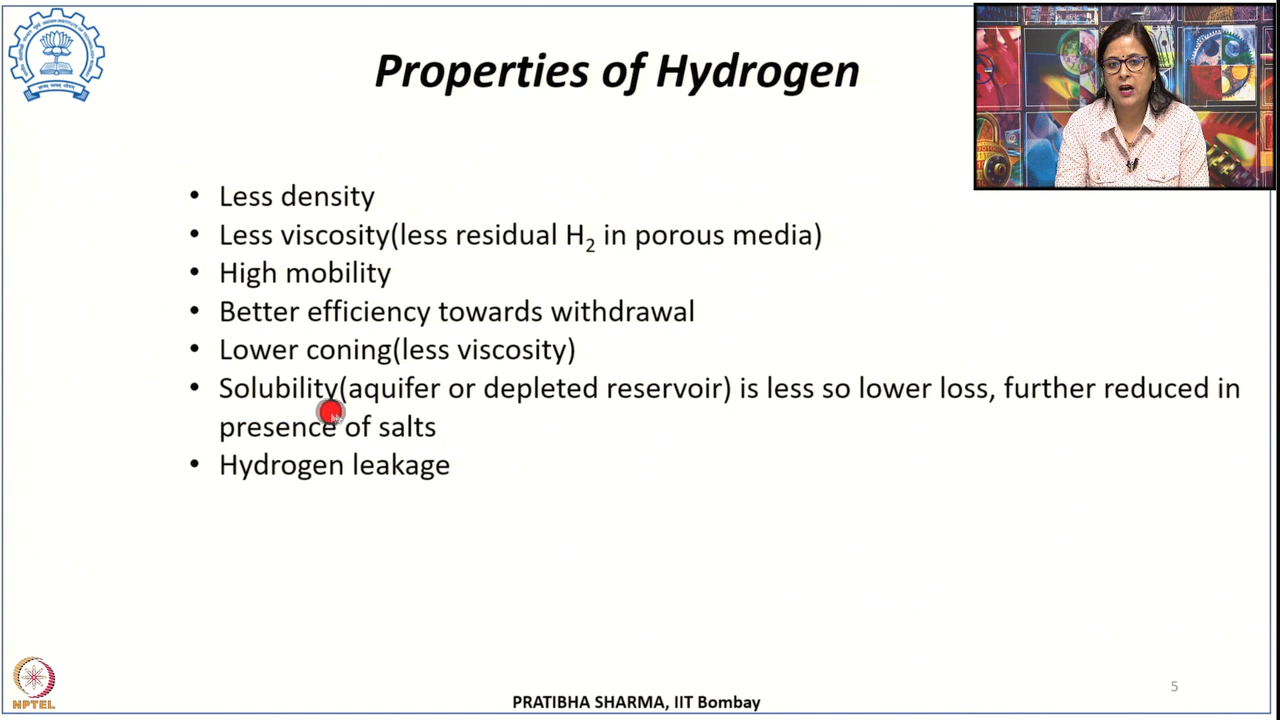 Properties of Hydrogen
• Less density
• Less viscosity(less residual H₂ in porous media)
• High mobility
• Better efficiency towards withdrawal
• Lower coning(less viscosity)
• Solubility(aquifer or depleted reservoir) is less so lower loss, further reduced in
presence of salts
• Hydrogen leakage
5
NPTEL
PRATIBHA SHARMA, IIT Bombay